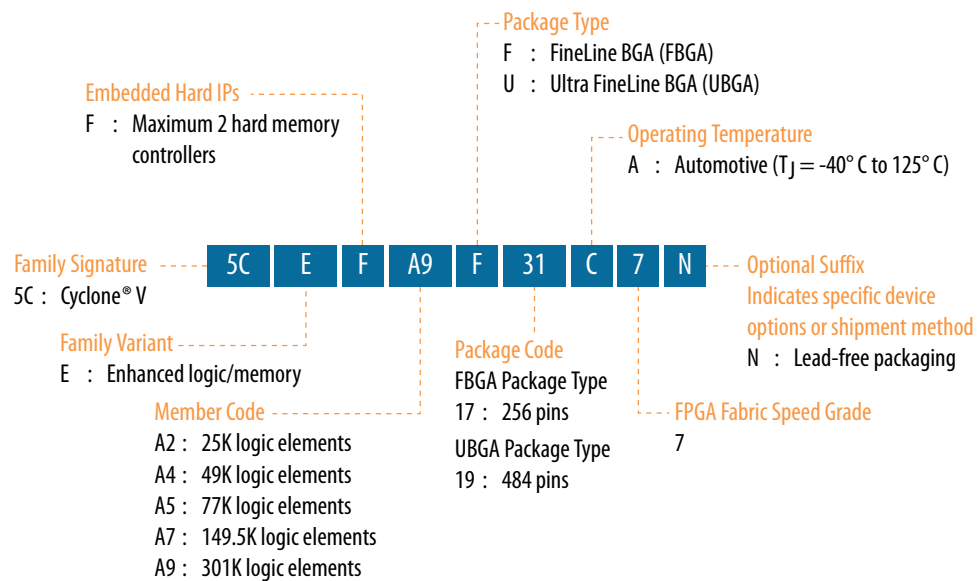 Package Type
F : FineLine BGA (FBGA)
U : Ultra FineLine BGA (UBGA)
Embedded Hard IPs
F : Maximum 2 hard memory
controllers
Operating Temperature
A : Automotive (TJ = -40° C to 125° C)
5C E F A9 F 31 C 7 N
Family Signature
5C : Cyclone® V
Optional Suffix
Indicates specific device
options or shipment method
N : Lead-free packaging
Family Variant
E : Enhanced logic/memory
Package Code
FBGA Package Type
17 : 256 pins
UBGA Package Type
19 : 484 pins
Member Code
A2 : 25K logic elements
A4 : 49K logic elements
A5 : 77K logic elements
A7 : 149.5K logic elements
A9 : 301K logic elements
FPGA Fabric Speed Grade
7